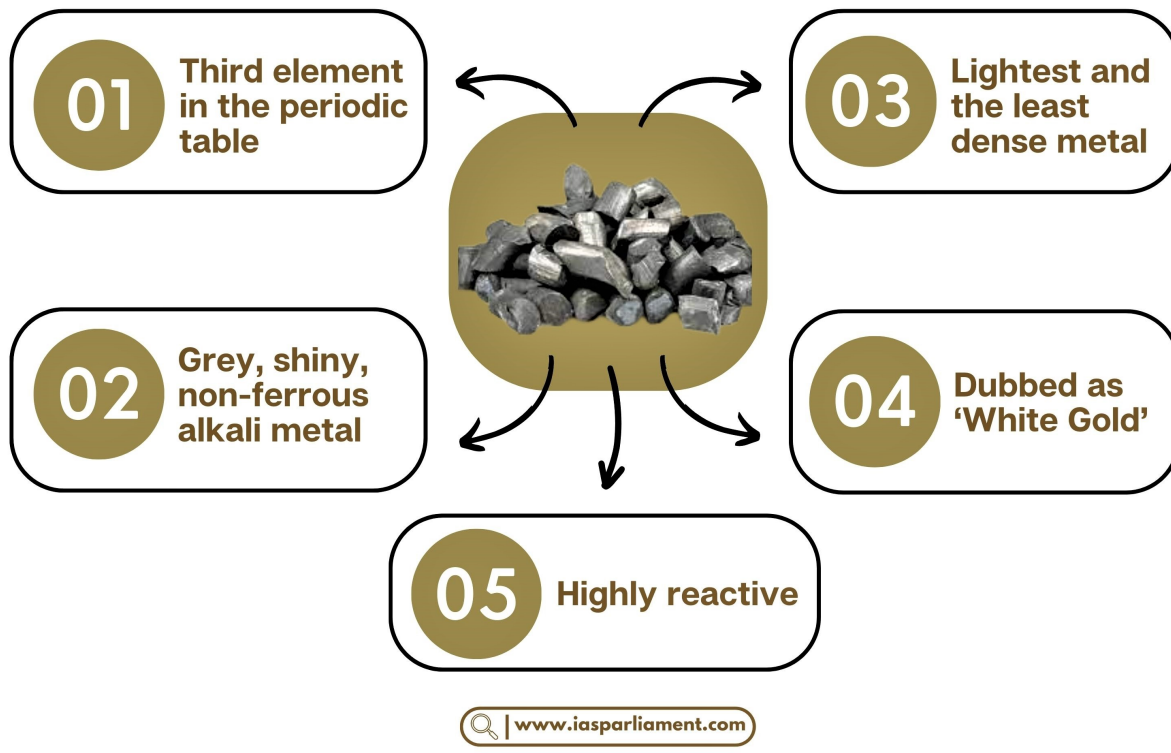 01
Third element
in the periodic
table
02
Grey, shiny,
non-ferrous
alkali metal
03
Lightest and
the least
dense metal
04
Dubbed as
‘White Gold’
05
Highly reactive
www.iasparliament.com